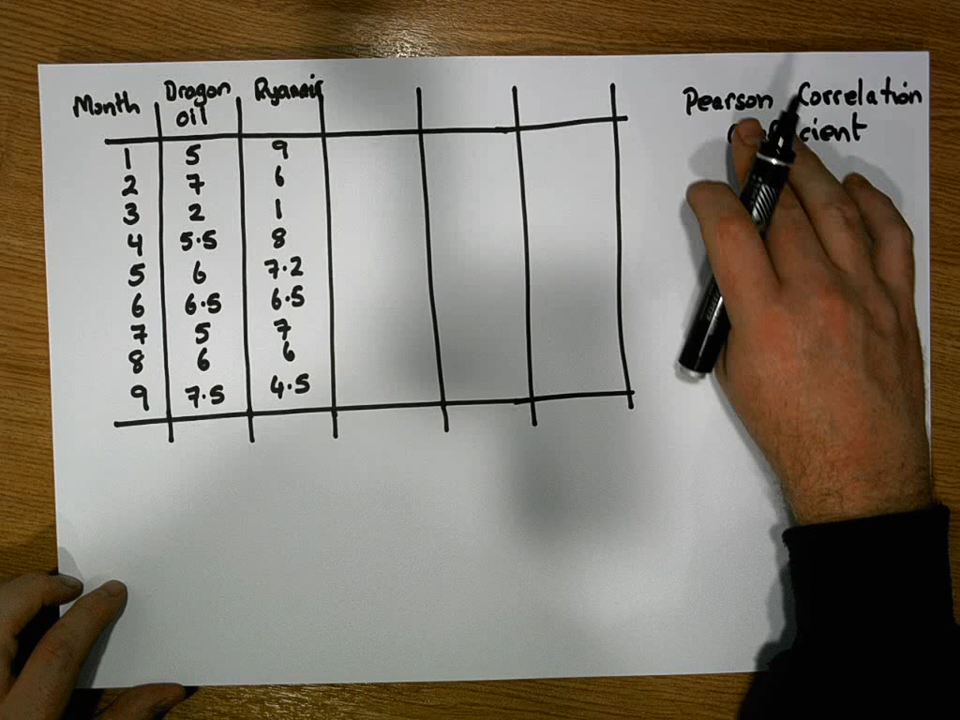 Month Dragon Ryanair
oil
1 5 9
2 7 6
3 2 1
4 5.5 8
5 6 7.2
6 6.5 6.5
7 5 7
8 6 6
9 7.5 4.5
Pearson Correlation